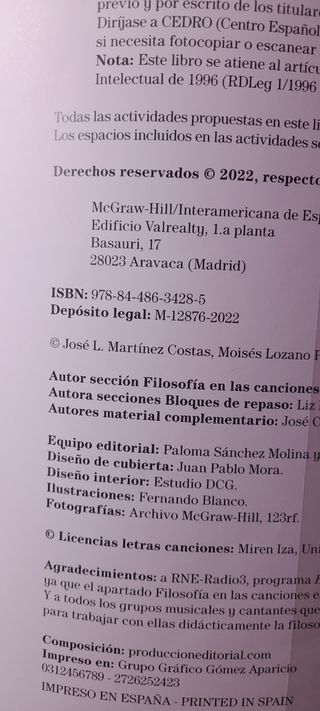 previo y por escrito de los titulare
Diríjase a CEDRO (Centro Español
si necesita fotocopiar o escanear
Nota: Este libro se atiene al artícu
Intelectual de 1996 (RDLeg 1/1996
Todas las actividades propuestas en este li
Los espacios incluidos en las actividades se
Derechos reservados © 2022, respecto
McGraw-Hill/Interamericana de Esp
Edificio Valrealty, 1.a planta
Basauri, 17
28023 Aravaca (Madrid)
ISBN: 978-84-486-3428-5
Depósito legal: M-12876-2022
© José L. Martínez Costas, Moisés Lozano P
Autor sección Filosofía en las canciones
Autora secciones Bloques de repaso: Liz
Autores material complementario: José C
Equipo editorial: Paloma Sánchez Molina y
Diseño de cubierta: Juan Pablo Mora.
Diseño interior: Estudio DCG.
Ilustraciones: Fernando Blanco.
Fotografías: Archivo McGraw-Hill, 123rf.
© Licencias letras canciones: Miren Iza, Uni
Agradecimientos: a RNE-Radio3, programa
ya que el apartado Filosofía en las canciones e
Y a todos los grupos musicales y cantantes que
para trabajar con ellas didácticamente la filoso
Composición: produccioneditorial.com
Impreso en: Grupo Gráfico Gómez Aparicio
0312456789 - 2726252423
IMPRESO EN ESPAÑA - PRINTED IN SPAIN